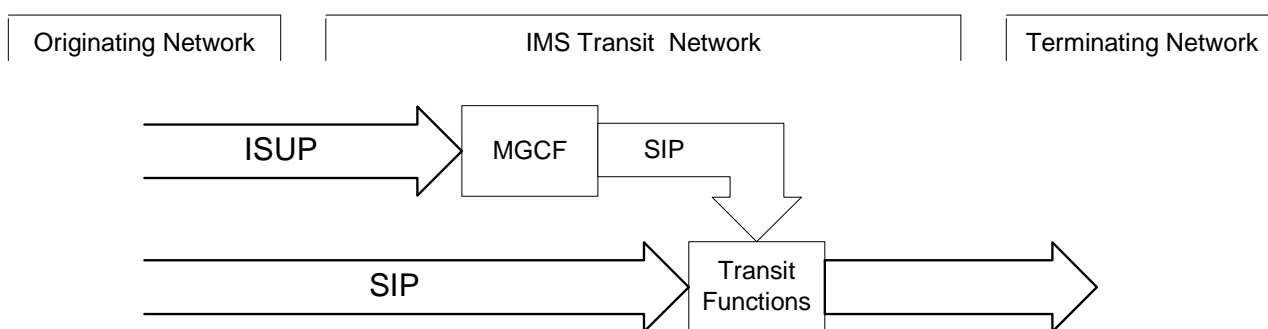 Originating Network
IMS Transit Network
Terminating Network
ISUP
MGCF
SIP
SIP
Transit
Functions